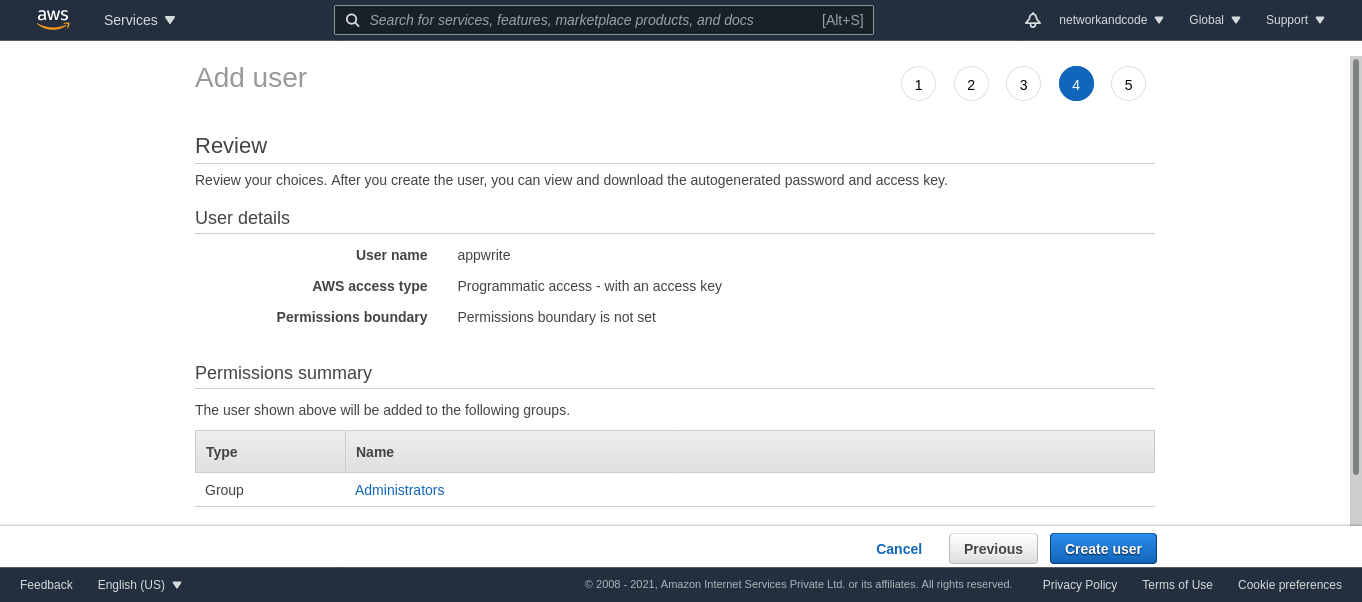 aws Services Search for services, features, marketplace products, and docs [Alt+S] networkandcode Global Support
Add user 1 2 3 4 5
Review
Review your choices. After you create the user, you can view and download the autogenerated password and access key.
User details
User name appwrite
AWS access type Programmatic access - with an access key
Permissions boundary Permissions boundary is not set
Permissions summary
The user shown above will be added to the following groups.
Type Name
Group Administrators
Cancel Previous Create user
Feedback English (US) © 2008 - 2021, Amazon Internet Services Private Ltd. or its affiliates. All rights reserved. Privacy Policy Terms of Use Cookie preferences